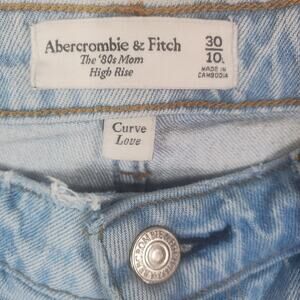 Abercrombie & Fitch
The '80s Mom
High Rise
30
10L
MADE IN
CAMBODIA
Curve
Love